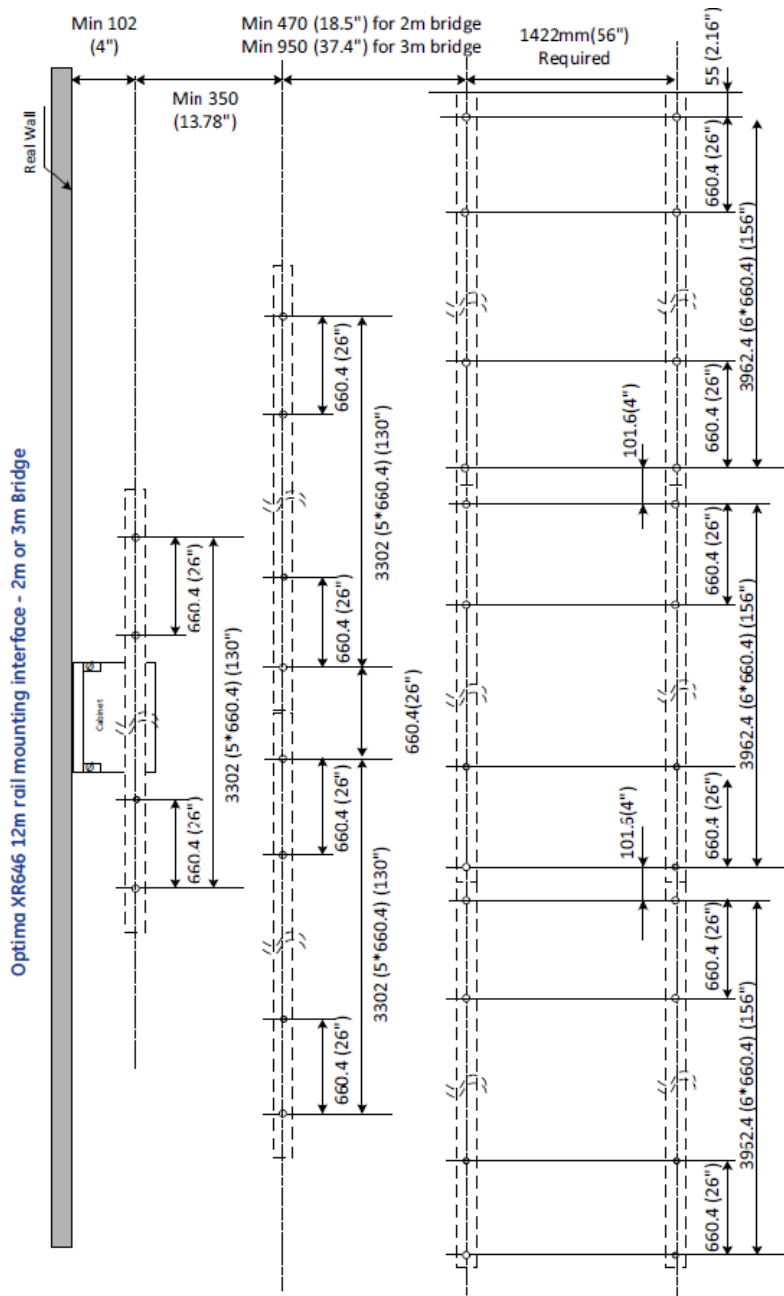 Min 102
(4")
Min 470 (18.5") for 2m bridge
Min 950 (37.4") for 3m bridge
1422mm(56")
Required
55 (2.16")
Min 350
(13.78")
Real Wall
660.4 (26")
3962.4 (6*660.4) (156")
660.4 (26")
3302 (5*660.4) (130")
660.4 (26")
101.6(4")
Optima XR646 12m rail mounting interface - 2m or 3m Bridge
660.4 (26")
660.4 (26")
660.4 (26")
Cabinet
3302 (5*660.4) (130")
660.4(26")
3962.4 (6*660.4) (156")
660.4 (26")
660.4 (26")
660.4 (26")
101.6(4")
3302 (5*660.4) (130")
660.4 (26")
3962.4 (6*660.4) (156")
660.4 (26")
660.4 (26")